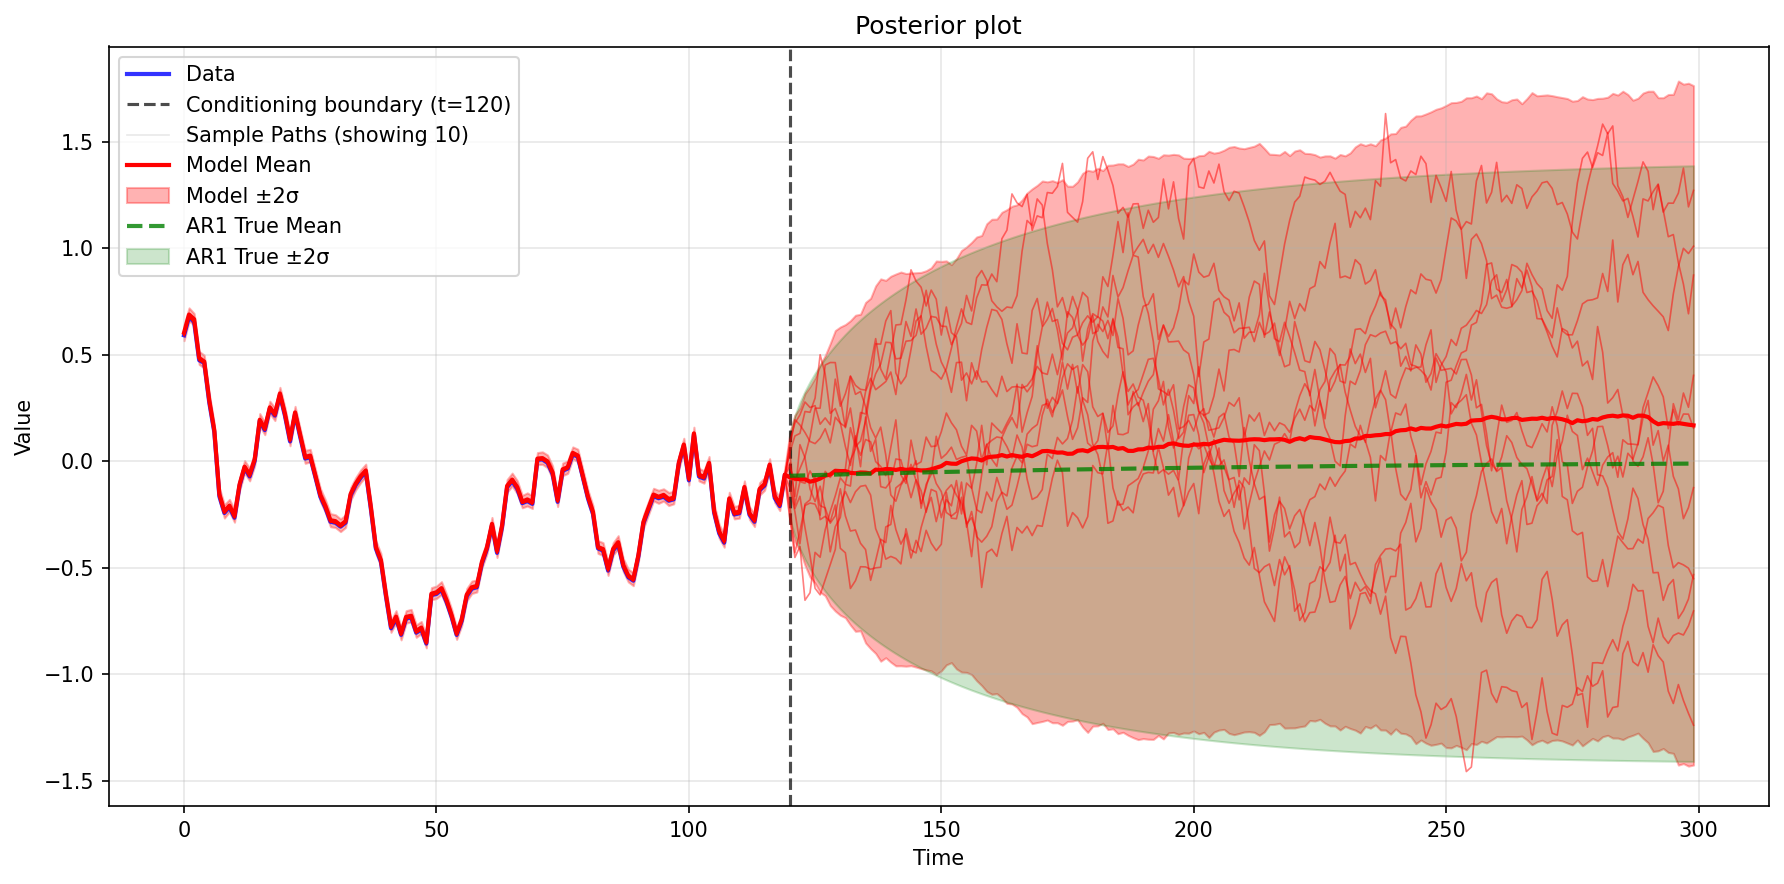 Posterior plot
Data
Conditioning boundary (t=120)
Sample Paths (showing 10)
Model Mean
Model ±2σ
AR1 True Mean
AR1 True ±2σ
Value
1.5
1.0
0.5
0.0
−0.5
−1.0
−1.5
0 50 100 150 200 250 300
Time